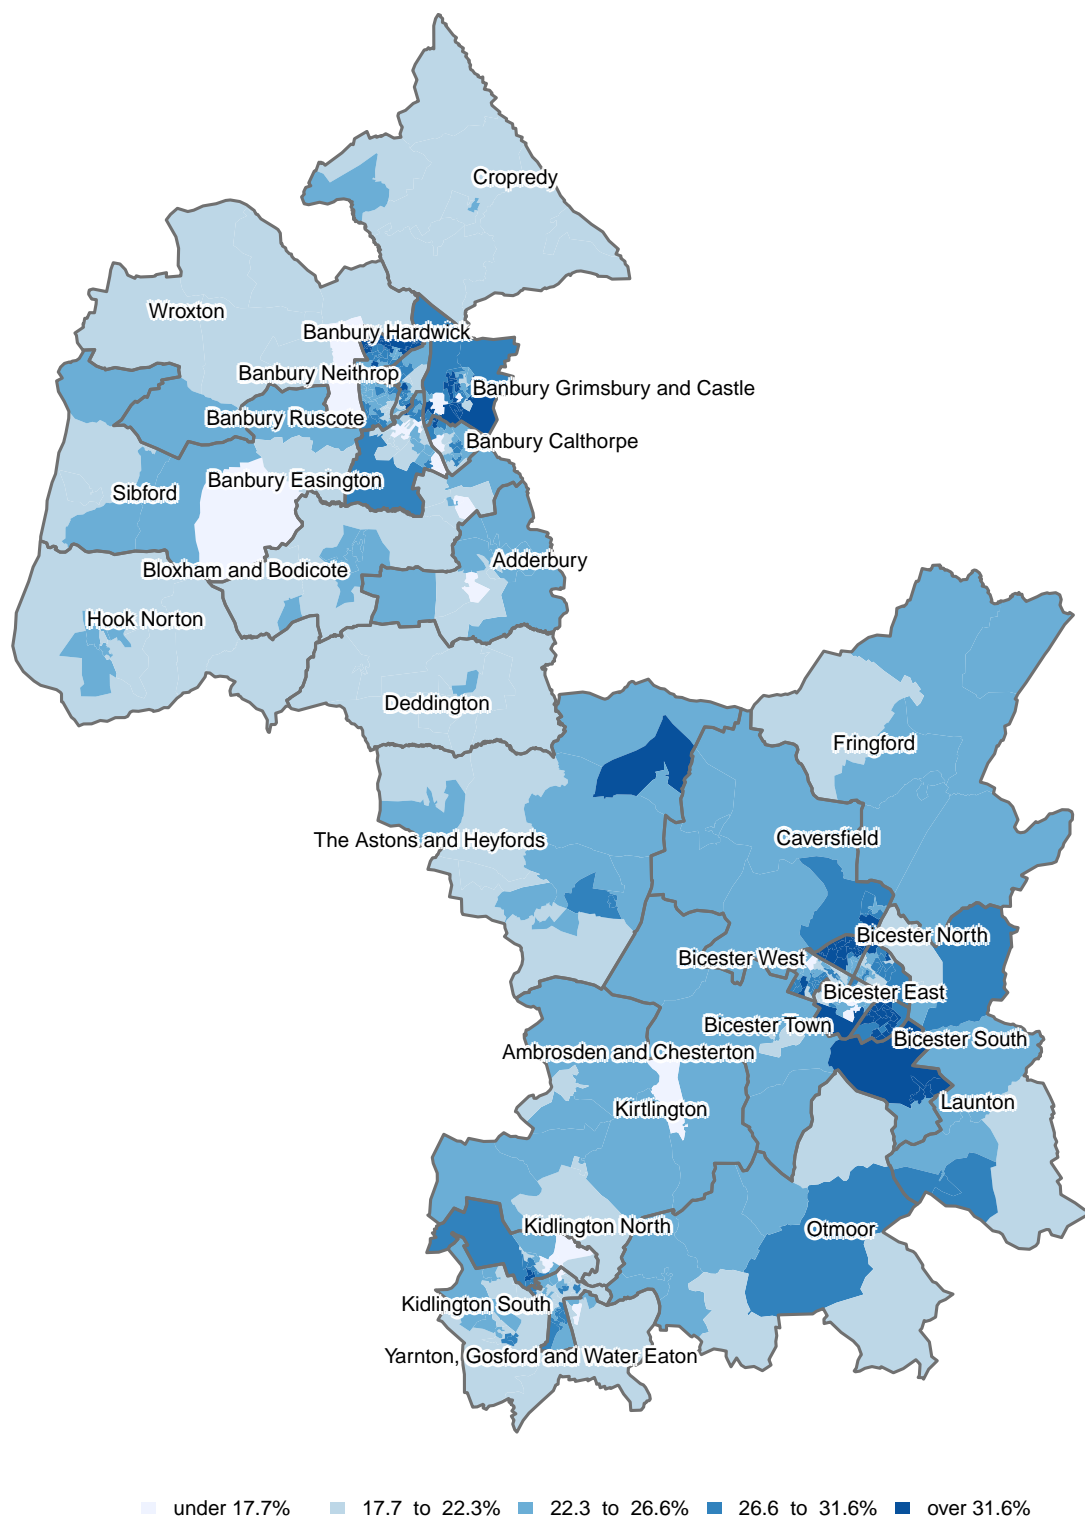 Cropredy
Wroxton
Banbury Hardwick
Banbury Neithrop
Banbury Grimsbury and Castle
Banbury Ruscote
Banbury Calthorpe
Banbury Easington
Sibford
Adderbury
Bloxham and Bodicote
Hook Norton
Deddington
Fringford
The Astons and Heyfords
Caversfield
Bicester North
Bicester West
Bicester East
Bicester Town
Bicester South
Ambrosden and Chesterton
Launton
Kirtlington
Kidlington North
Otmoor
Kidlington South
Yarnton, Gosford and Water Eaton
under 17.7% 17.7 to 22.3% 22.3 to 26.6% 26.6 to 31.6% over 31.6%